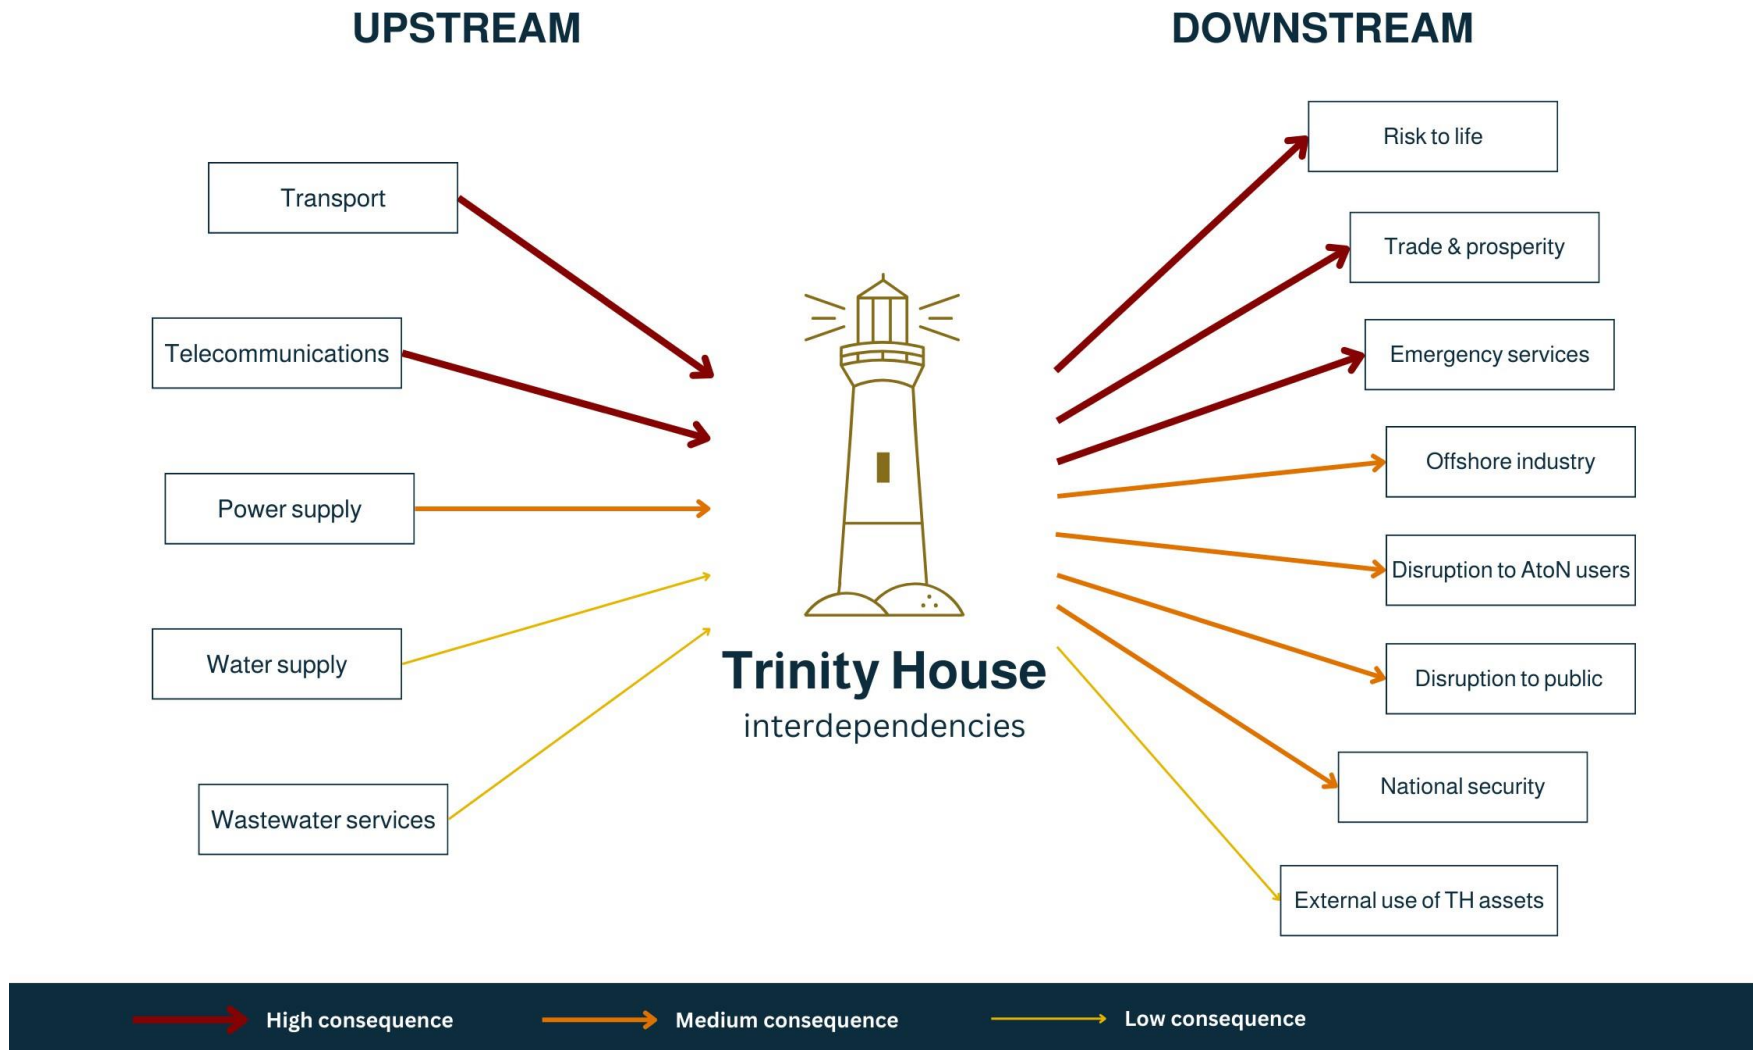 UPSTREAM
DOWNSTREAM
Transport
Telecommunications
Power supply
Water supply
Wastewater services
Trinity House
interdependencies
Risk to life
Trade & prosperity
Emergency services
Offshore industry
Disruption to AtoN users
Disruption to public
National security
External use of TH assets
High consequence
Medium consequence
Low consequence